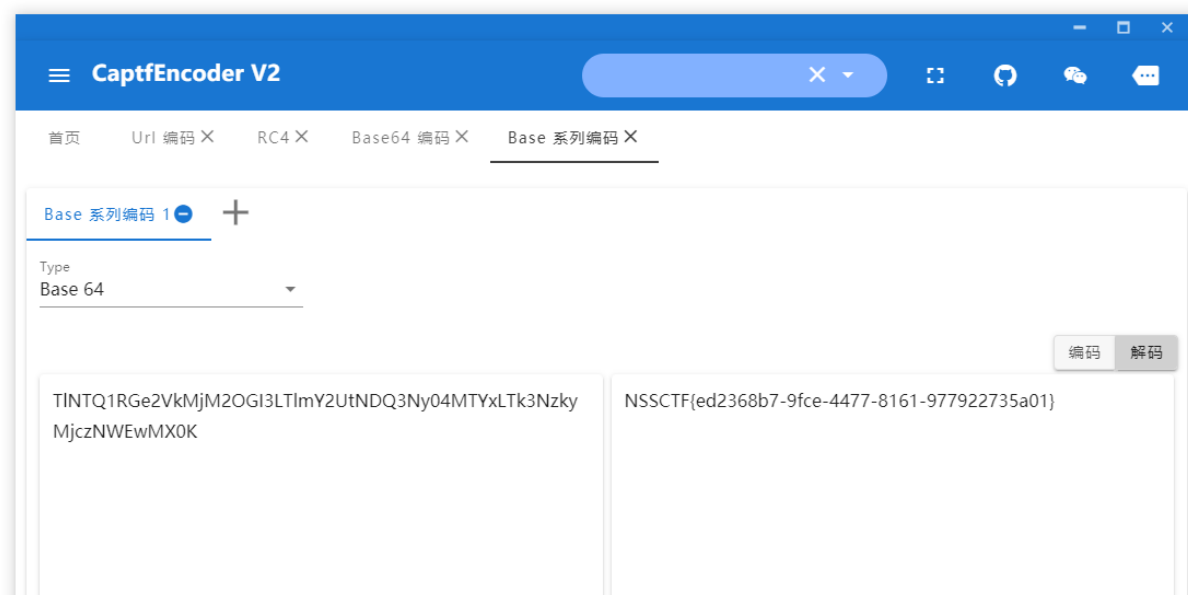 CaptfEncoder V2
首页 Url 编码 RC4 Base64 编码 Base 系列编码
Base 系列编码 1
Type
Base 64
编码 解码
TlNTQ1RGe2VkMjM2OGI3LTlmY2UtNDQ3Ny04MTYxLTk3Nzky
MjczNWEwMX0K
NSSCTF{ed2368b7-9fce-4477-8161-977922735a01}